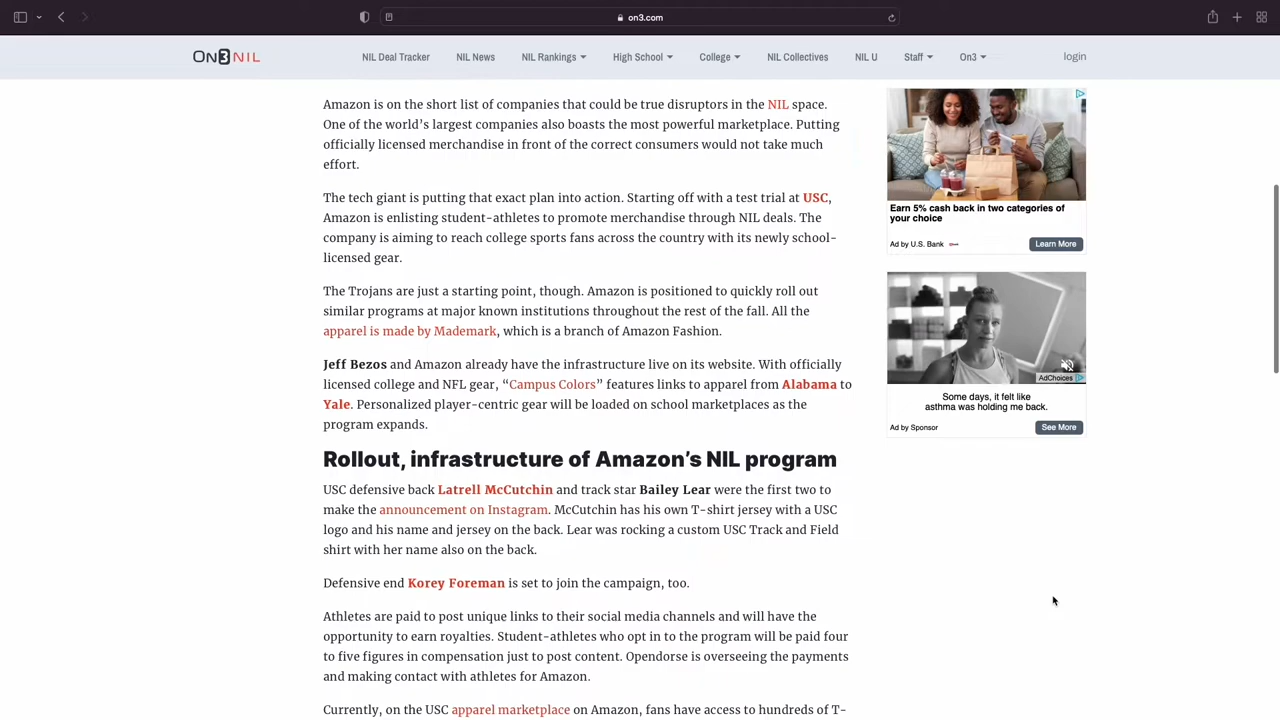 on3.com
On3 NIL
NIL Deal Tracker
NIL News
NIL Rankings
High School
College
NIL Collectives
NIL U
Staff
On3
login
Amazon is on the short list of companies that could be true disruptors in the NIL space.
One of the world's largest companies also boasts the most powerful marketplace. Putting
officially licensed merchandise in front of the correct consumers would not take much
effort.
The tech giant is putting that exact plan into action. Starting off with a test trial at USC,
Amazon is enlisting student-athletes to promote merchandise through NIL deals. The
company is aiming to reach college sports fans across the country with its newly school-
licensed gear.
The Trojans are just a starting point, though. Amazon is positioned to quickly roll out
similar programs at major known institutions throughout the rest of the fall. All the
apparel is made by Mademark, which is a branch of Amazon Fashion.
Jeff Bezos and Amazon already have the infrastructure live on its website. With officially
licensed college and NFL gear, “Campus Colors” features links to apparel from Alabama to
Yale. Personalized player-centric gear will be loaded on school marketplaces as the
program expands.
Rollout, infrastructure of Amazon’s NIL program
USC defensive back Latrell McCutchin and track star Bailey Lear were the first two to
make the announcement on Instagram. McCutchin has his own T-shirt jersey with a USC
logo and his name and jersey on the back. Lear was rocking a custom USC Track and Field
shirt with her name also on the back.
Defensive end Korey Foreman is set to join the campaign, too.
Athletes are paid to post unique links to their social media channels and will have the
opportunity to earn royalties. Student-athletes who opt in to the program will be paid four
to five figures in compensation just to post content. Opendorse is overseeing the payments
and making contact with athletes for Amazon.
Currently, on the USC apparel marketplace on Amazon, fans have access to hundreds of T-
Earn 5% cash back in two categories of
your choice
Ad by U.S. Bank
Learn More
AdChoices
Some days, it felt like
asthma was holding me back.
Ad by Sponsor
See More